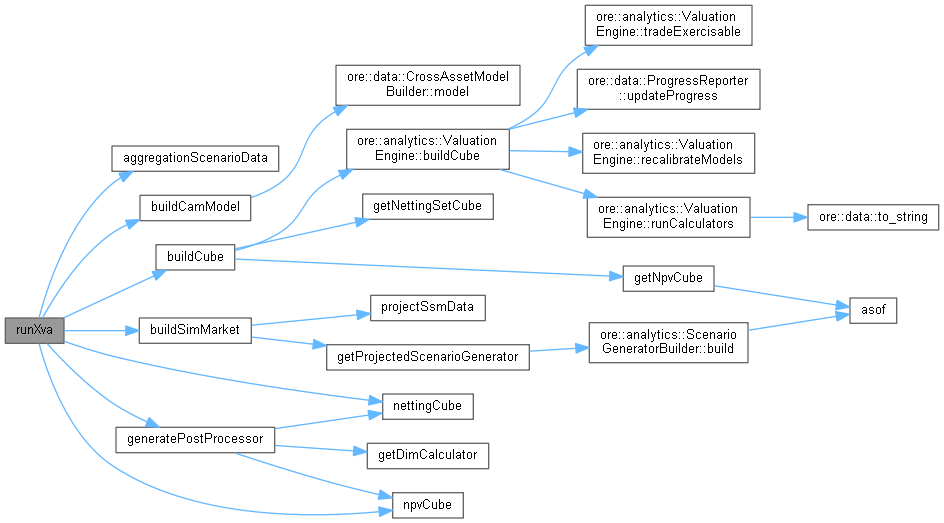 ore::analytics::Valuation
Engine::tradeExercisable
ore::data::CrossAssetModel
Builder::model
ore::data::ProgressReporter
::updateProgress
aggregationScenarioData
ore::analytics::Valuation
Engine::buildCube
ore::analytics::Valuation
Engine::recalibrateModels
buildCamModel
getNettingSetCube
ore::analytics::Valuation
Engine::runCalculators
ore::data::to_string
buildCube
getNpvCube
runXva
buildSimMarket
projectSsmData
asof
getProjectedScenarioGenerator
ore::analytics::Scenario
GeneratorBuilder::build
nettingCube
generatePostProcessor
getDimCalculator
npvCube